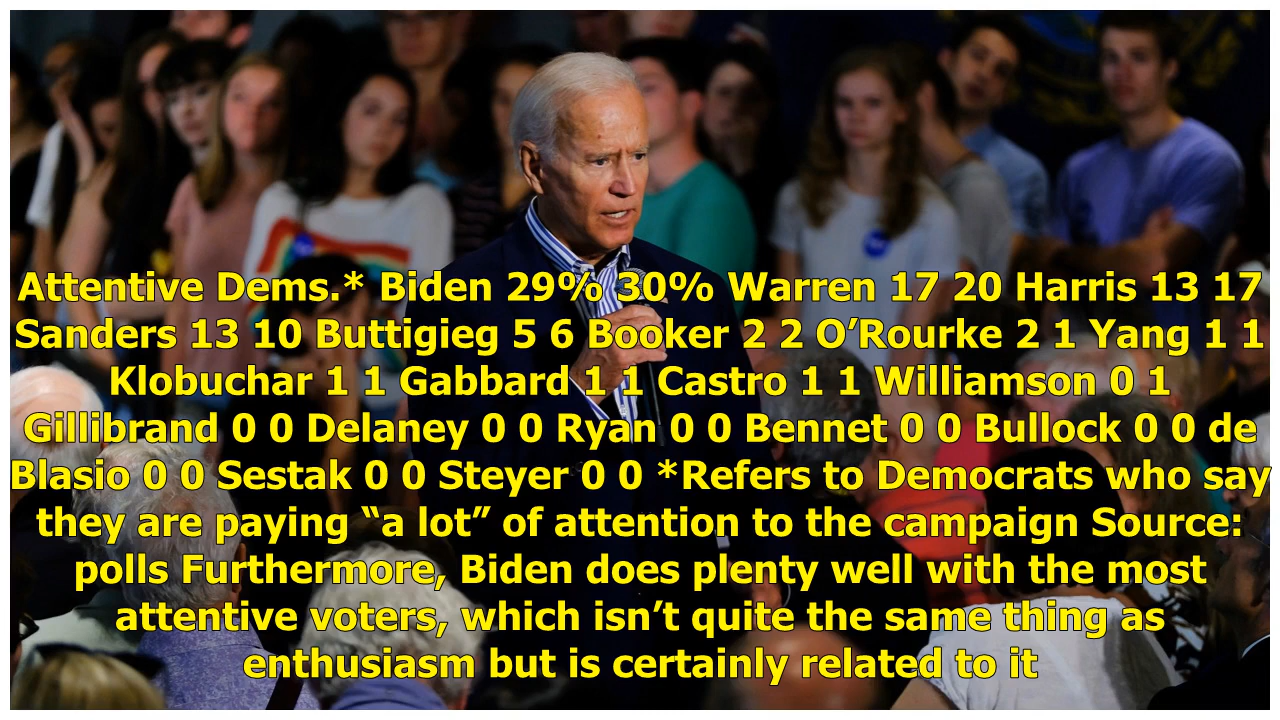 Attentive Dems.* Biden 29% 30% Warren 17 20 Harris 13 17
Sanders 13 10 Buttigieg 5 6 Booker 2 2 O’Rourke 2 1 Yang 1 1
Klobuchar 1 1 Gabbard 1 1 Castro 1 1 Williamson 0 1
Gillibrand 0 0 Delaney 0 0 Ryan 0 0 Bennet 0 0 Bullock 0 0 de
Blasio 0 0 Sestak 0 0 Steyer 0 0 *Refers to Democrats who say
they are paying “a lot” of attention to the campaign Source:
polls Furthermore, Biden does plenty well with the most
attentive voters, which isn’t quite the same thing as
enthusiasm but is certainly related to it